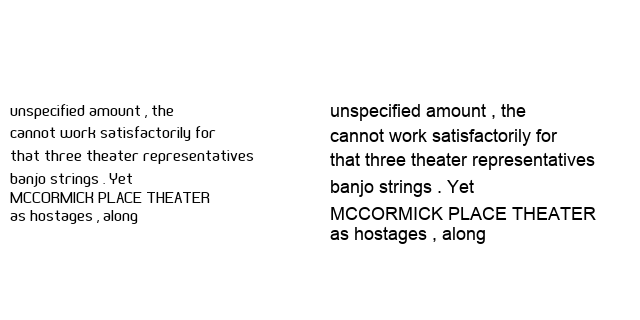 unspecified amount , the
cannot work satisfactorily for
that three theater representatives
banjo strings . Yet
MCCORMICK PLACE THEATER
as hostages , along
unspecified amount , the
cannot work satisfactorily for
that three theater representatives
banjo strings . Yet
MCCORMICK PLACE THEATER
as hostages , along